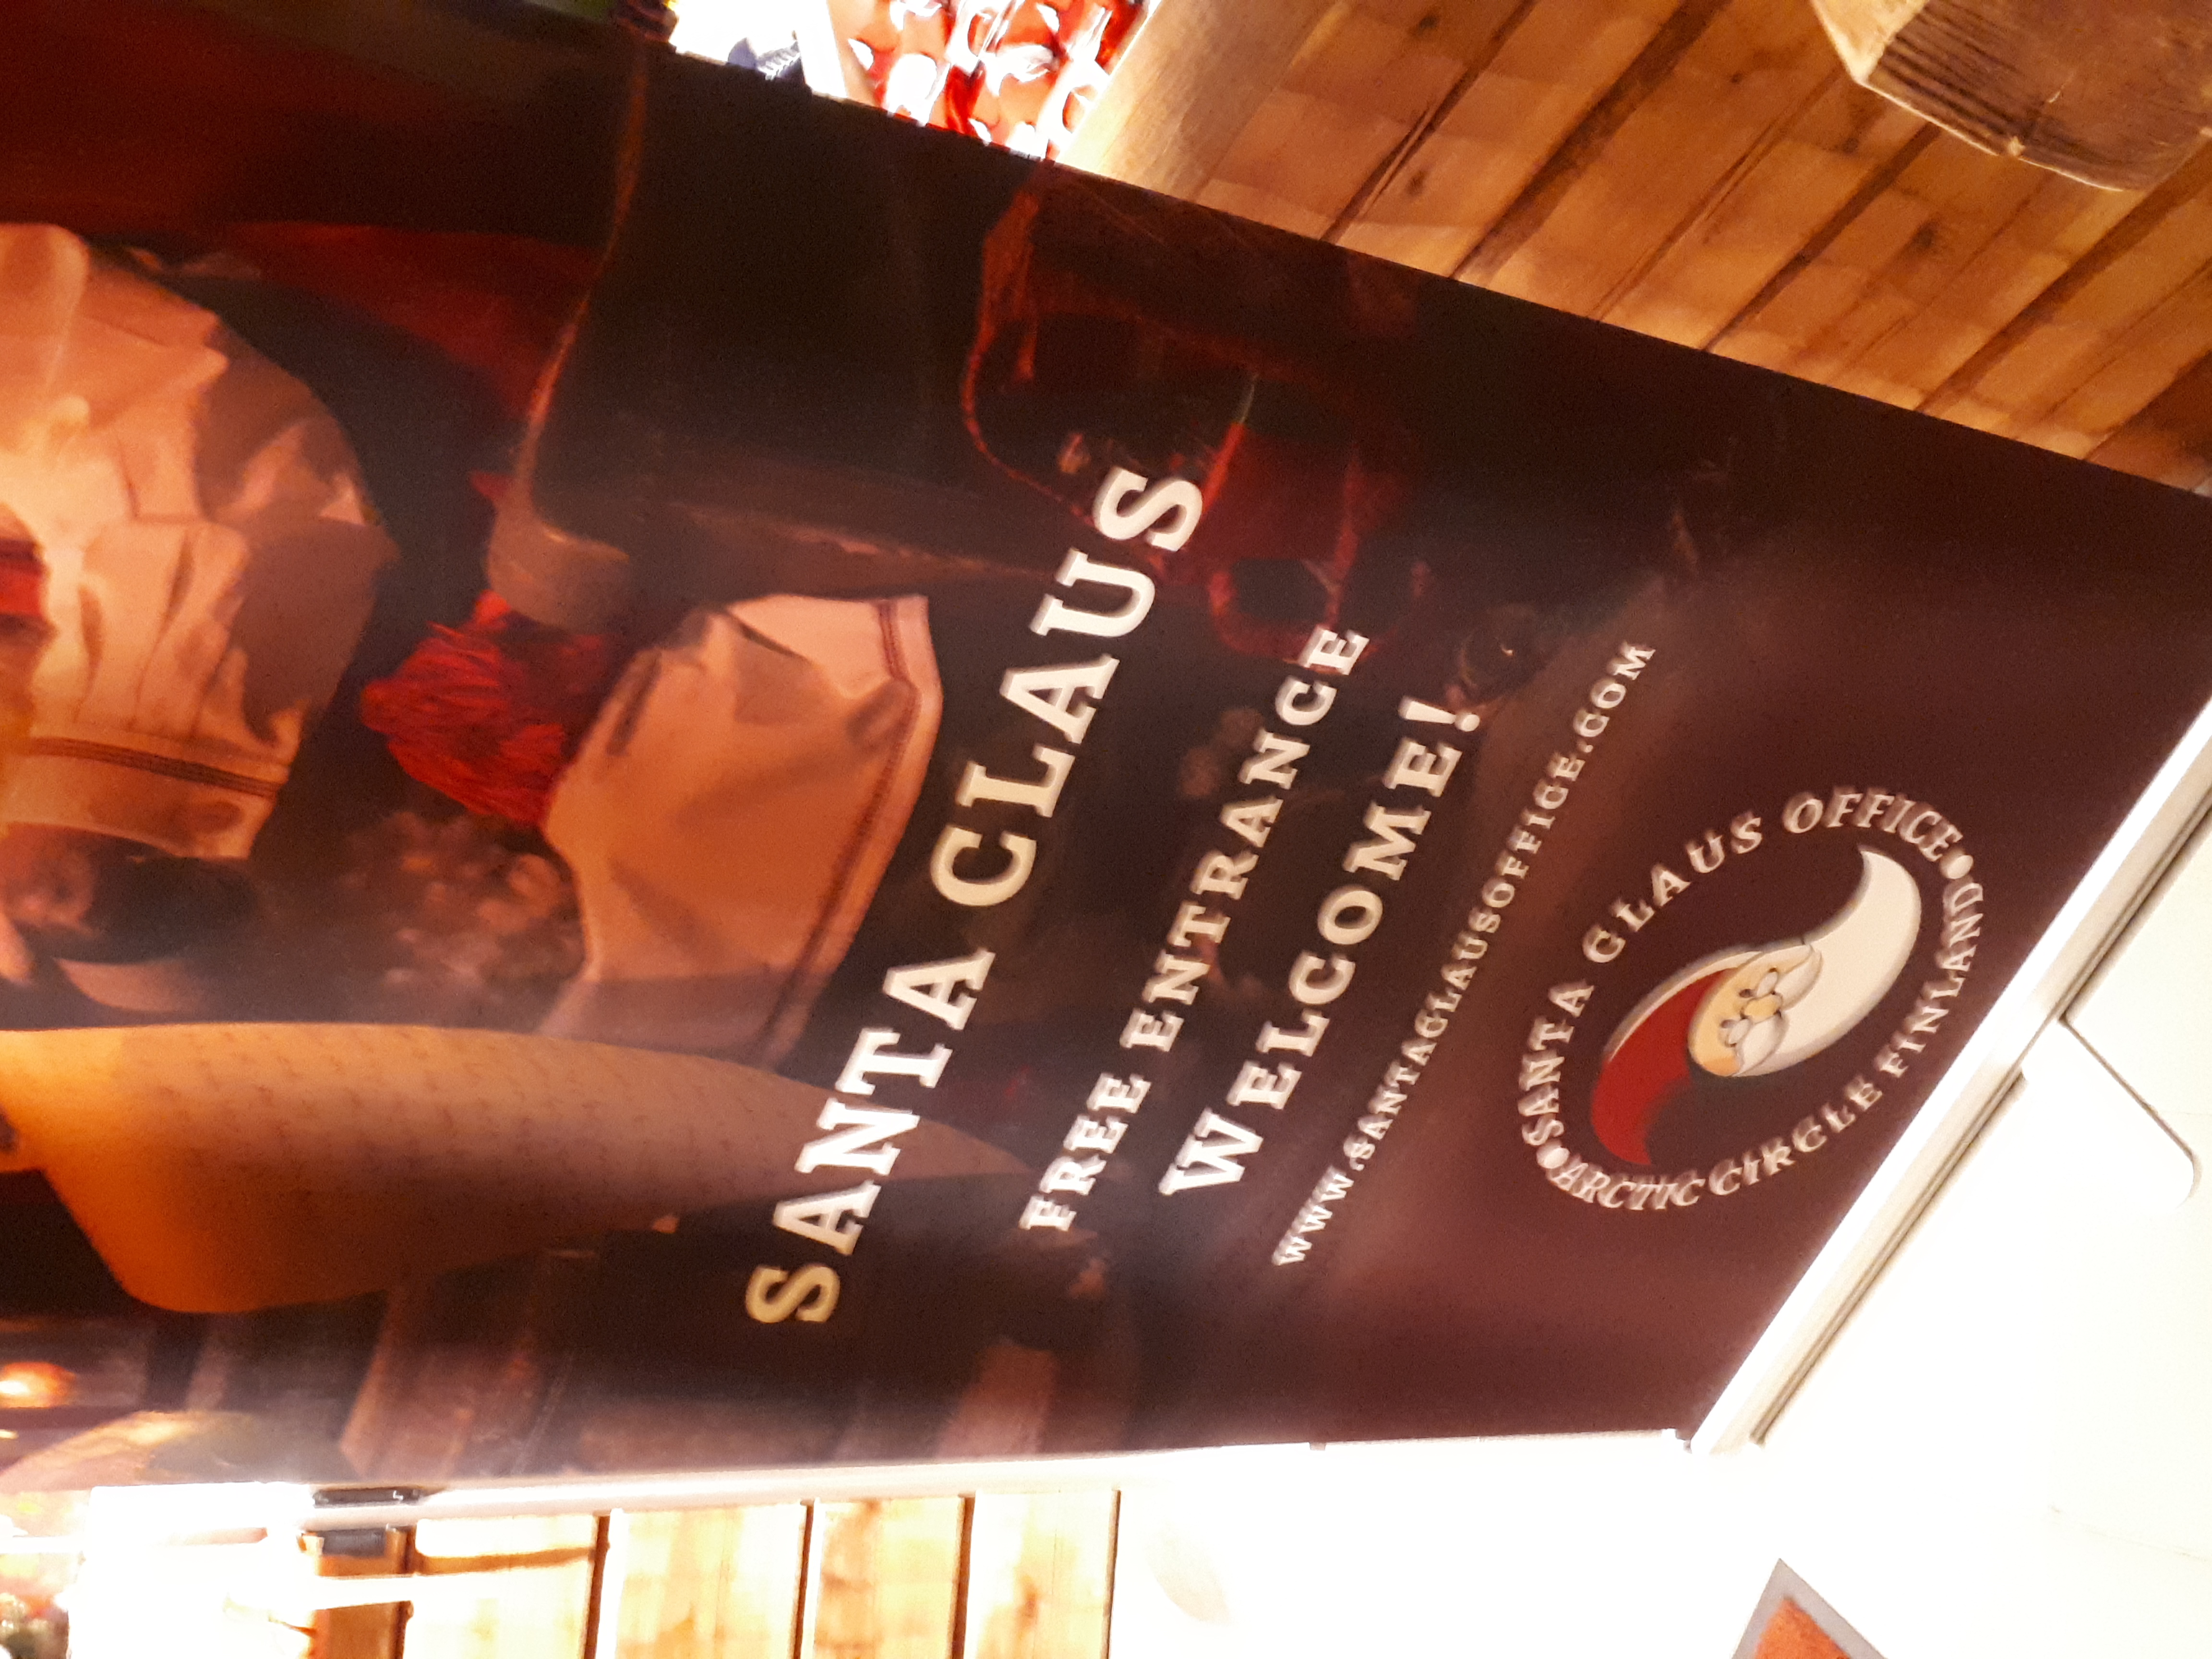 SANTA CLAUS
FREE ENTRANCE
WELCOME!
WWW.SANTACLAUSOFFICE.COM
SANTA CLAUS OFFICE
ARCTIC CIRCLE FINLAND